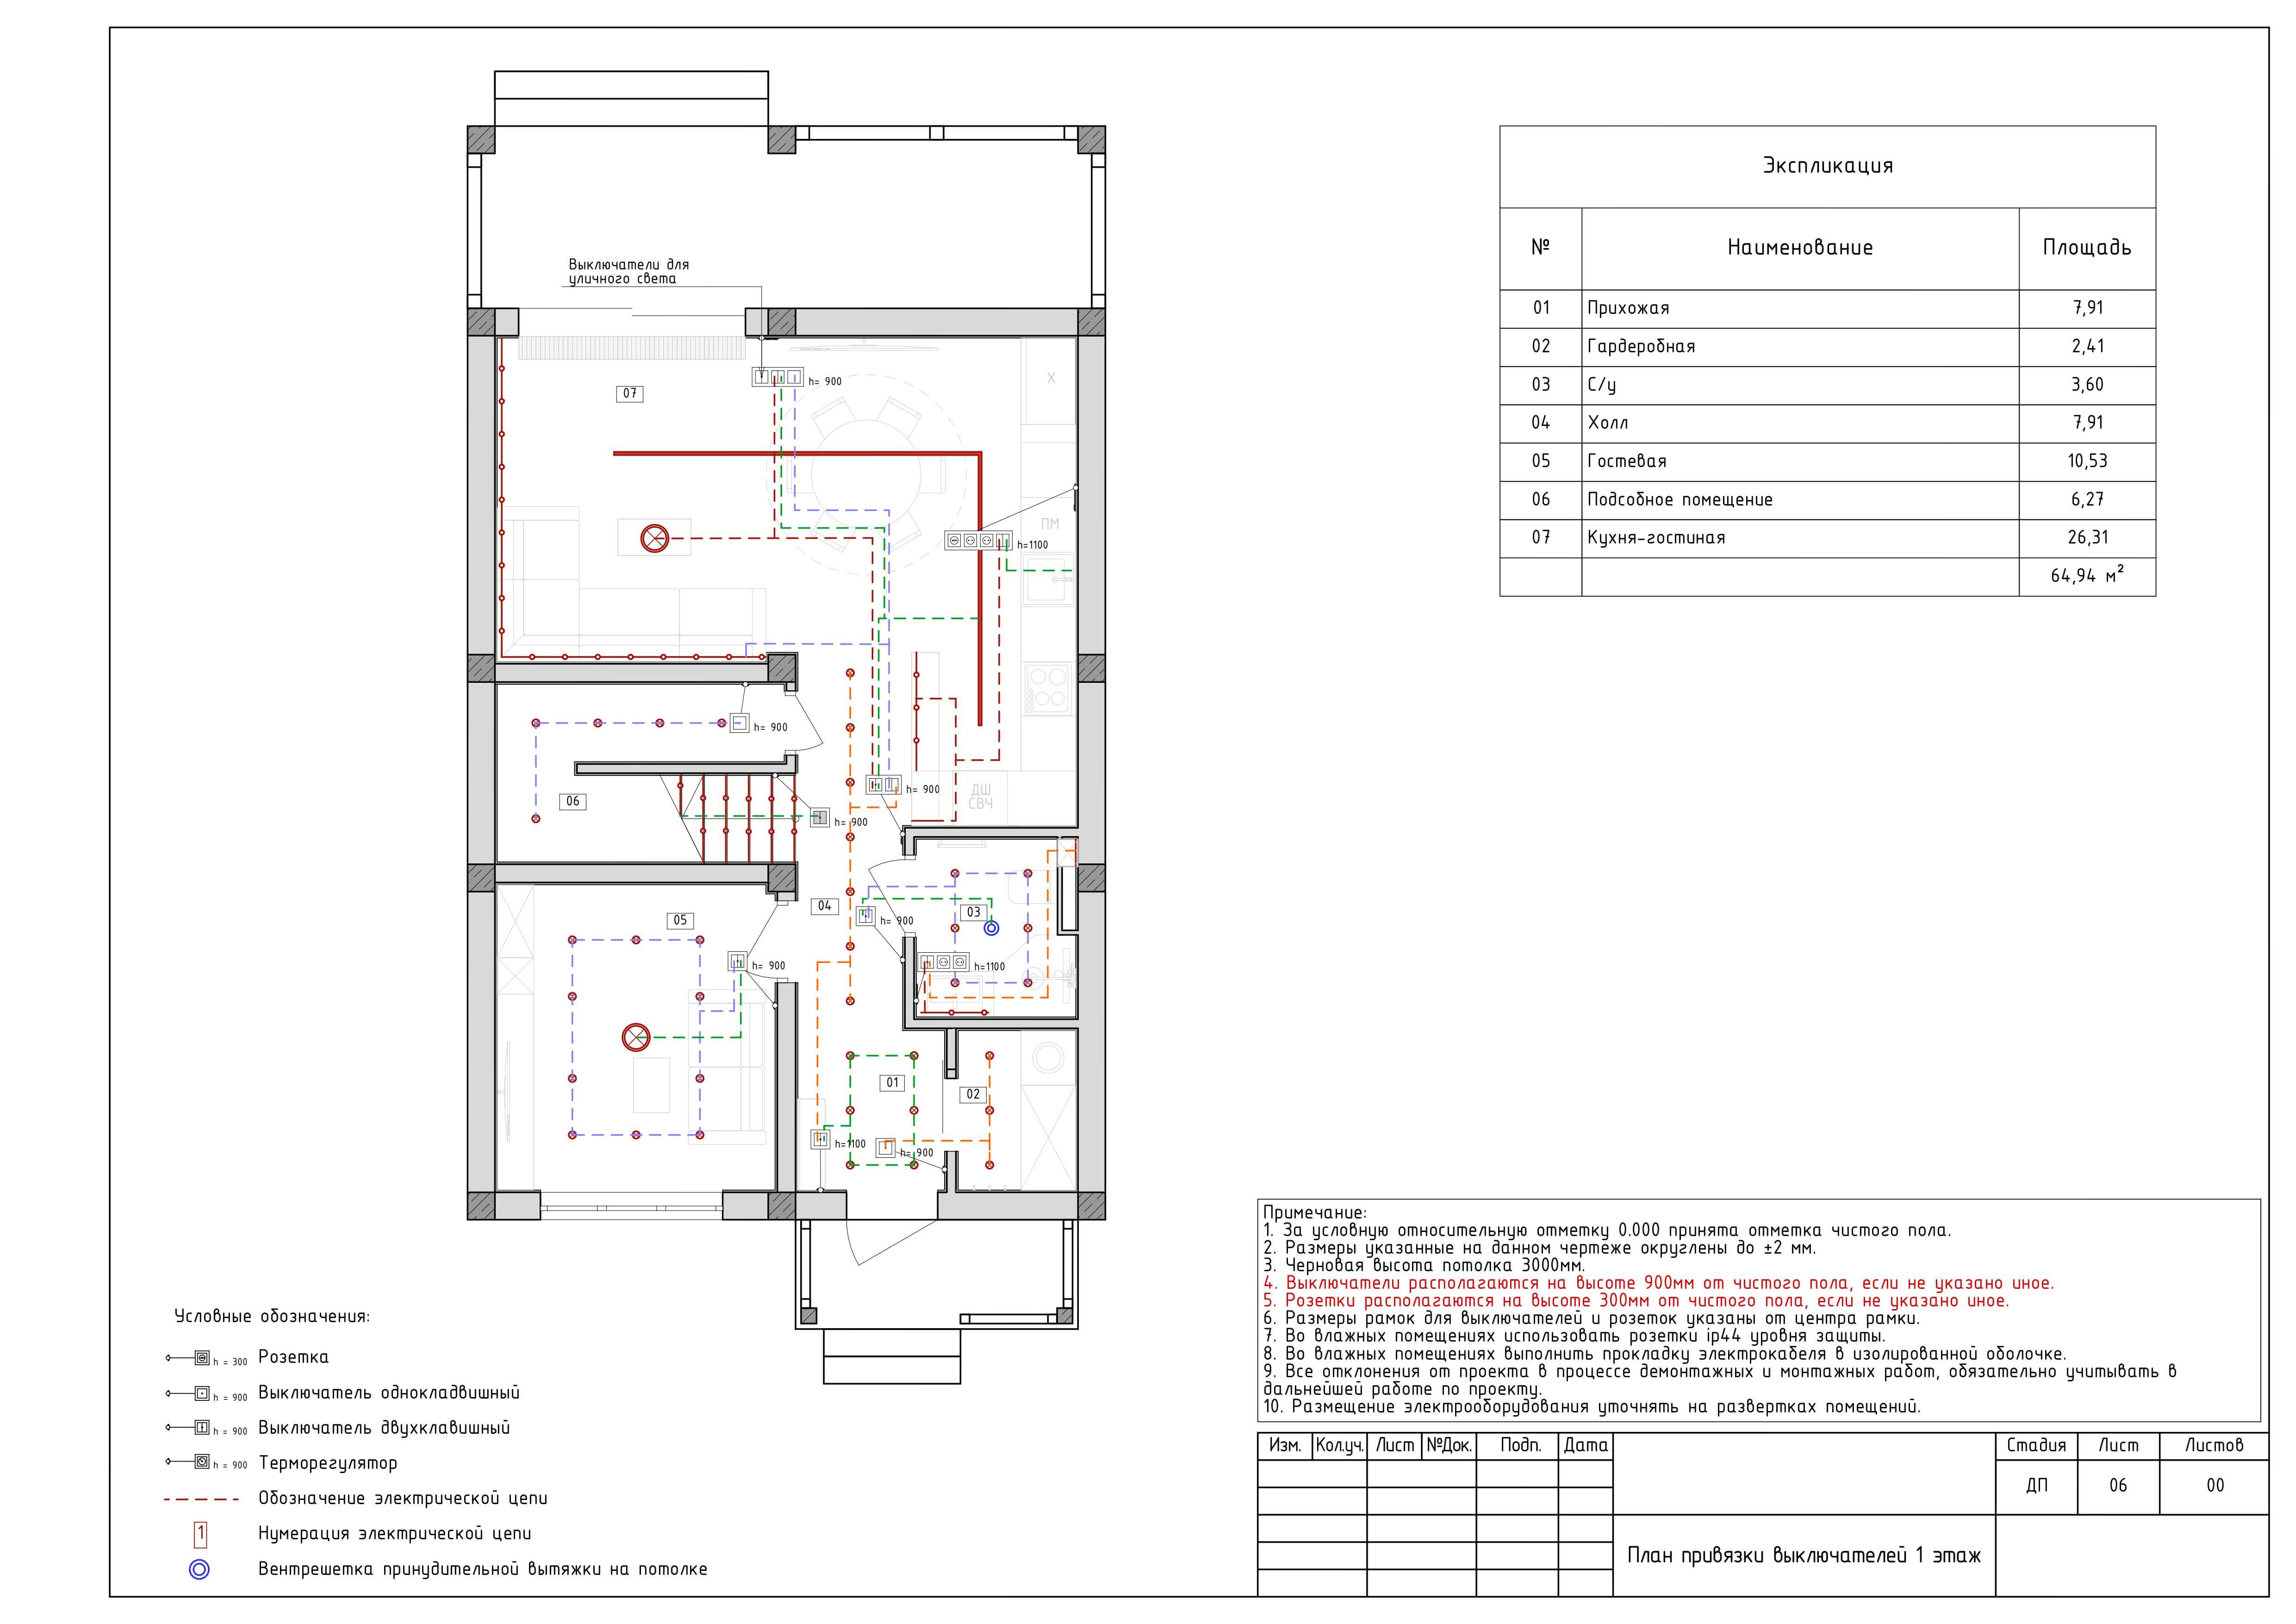 Выключатели для
уличного света
h= 900
07
X
ПМ
h=1100
h= 900
h= 900
ДШ
СВЧ
06
h= 900
05
04
03
h= 900
h= 900
h=1100
01
02
h=1100
h= 900
Экспликация
№ Наименование Площадь
01 Прихожая 7,91
02 Гардеробная 2,41
03 С/у 3,60
04 Холл 7,91
05 Гостевая 10,53
06 Подсобное помещение 6,27
07 Кухня-гостиная 26,31
64,94 м²
Условные обозначения:
h = 300 Розетка
h = 900 Выключатель однокладвишный
h = 900 Выключатель двухклавишный
h = 900 Терморегулятор
Обозначение электрической цепи
1 Нумерация электрической цепи
Вентрешетка принудительной вытяжки на потолке
Примечание:
1. За условную относительную отметку 0.000 принята отметка чистого пола.
2. Размеры указанные на данном чертеже округлены до ±2 мм.
3. Черновая высота потолка 3000мм.
4. Выключатели располагаются на высоте 900мм от чистого пола, если не указано иное.
5. Розетки располагаются на высоте 300мм от чистого пола, если не указано иное.
6. Размеры рамок для выключателей и розеток указаны от центра рамки.
7. Во влажных помещениях использовать розетки ip44 уровня защиты.
8. Во влажных помещениях выполнить прокладку электрокабеля в изолированной оболочке.
9. Все отклонения от проекта в процессе демонтажных и монтажных работ, обязательно учитывать в
дальнейшей работе по проекту.
10. Размещение электрооборудования уточнять на развертках помещений.
Изм. Кол.уч. Лист №Док. Подп. Дата
Стадия Лист Листов
ДП 06 00
План привязки выключателей 1 этаж